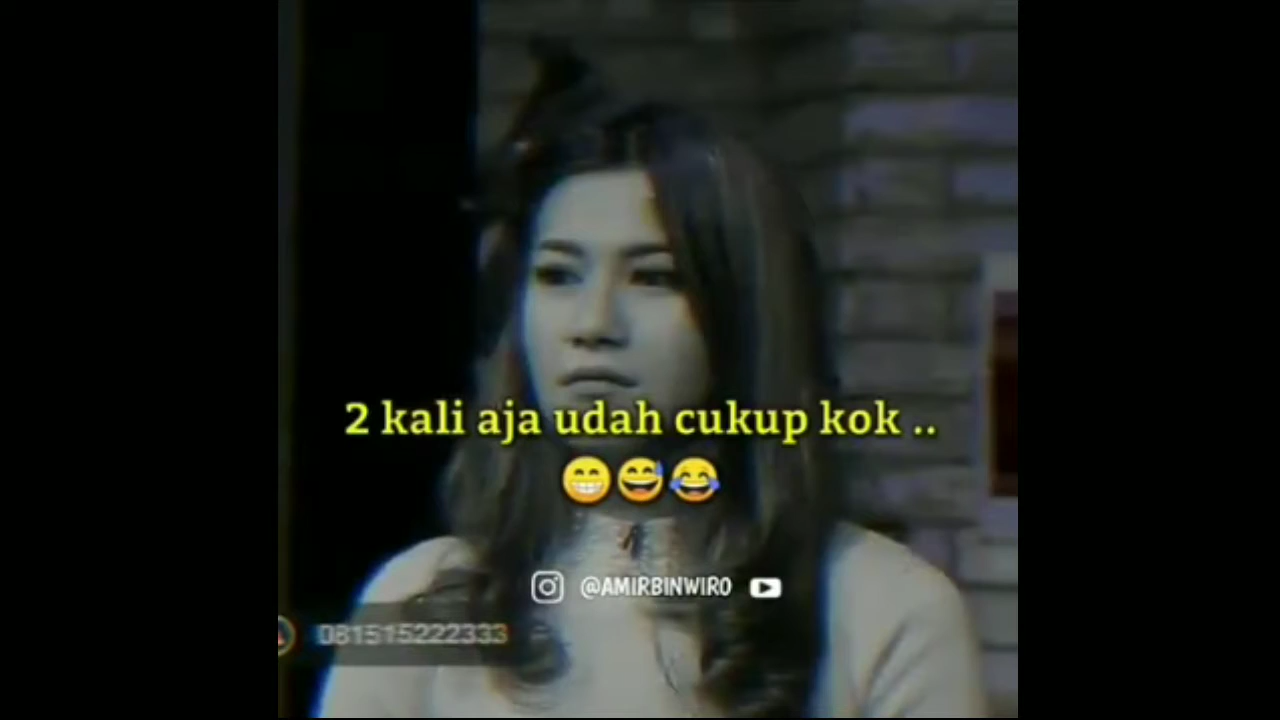 2 kali aja udah cukup kok ..
😁😅😂
@AMIRBINWIRO
081515222333